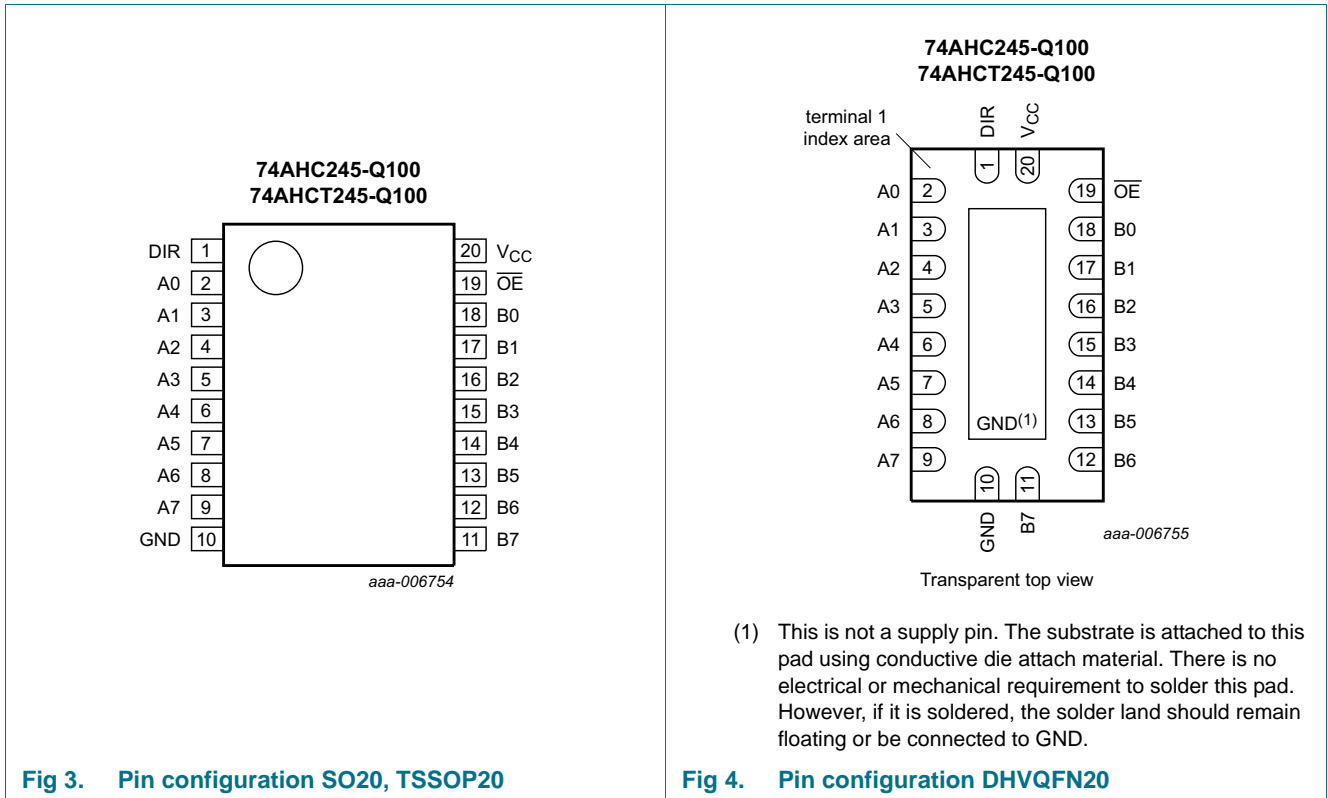 74AHC245-Q100
74AHCT245-Q100
DIR 1 20 VCC
A0 2 19 OE
A1 3 18 B0
A2 4 17 B1
A3 5 16 B2
A4 6 15 B3
A5 7 14 B4
A6 8 13 B5
A7 9 12 B6
GND 10 11 B7
aaa-006754
Fig 3. Pin configuration SO20, TSSOP20
74AHC245-Q100
74AHCT245-Q100
terminal 1
index area
DIR VCC
1 20
A0 2 19 OE
A1 3 18 B0
A2 4 17 B1
A3 5 16 B2
A4 6 15 B3
A5 7 14 B4
A6 8 GND(1) 13 B5
A7 9 12 B6
10 11
GND B7
aaa-006755
Transparent top view
(1) This is not a supply pin. The substrate is attached to this
pad using conductive die attach material. There is no
electrical or mechanical requirement to solder this pad.
However, if it is soldered, the solder land should remain
floating or be connected to GND.
Fig 4. Pin configuration DHVQFN20